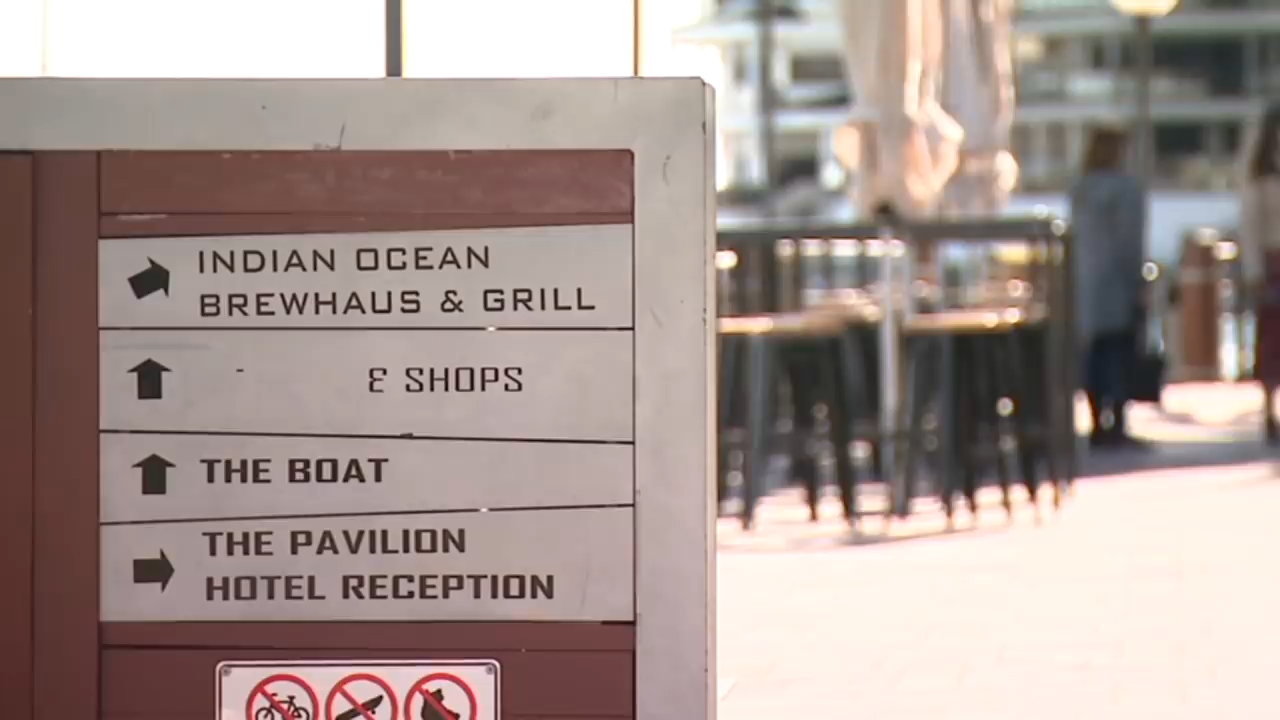 INDIAN OCEAN
BREWHAUS & GRILL
& SHOPS
THE BOAT
THE PAVILION
HOTEL RECEPTION